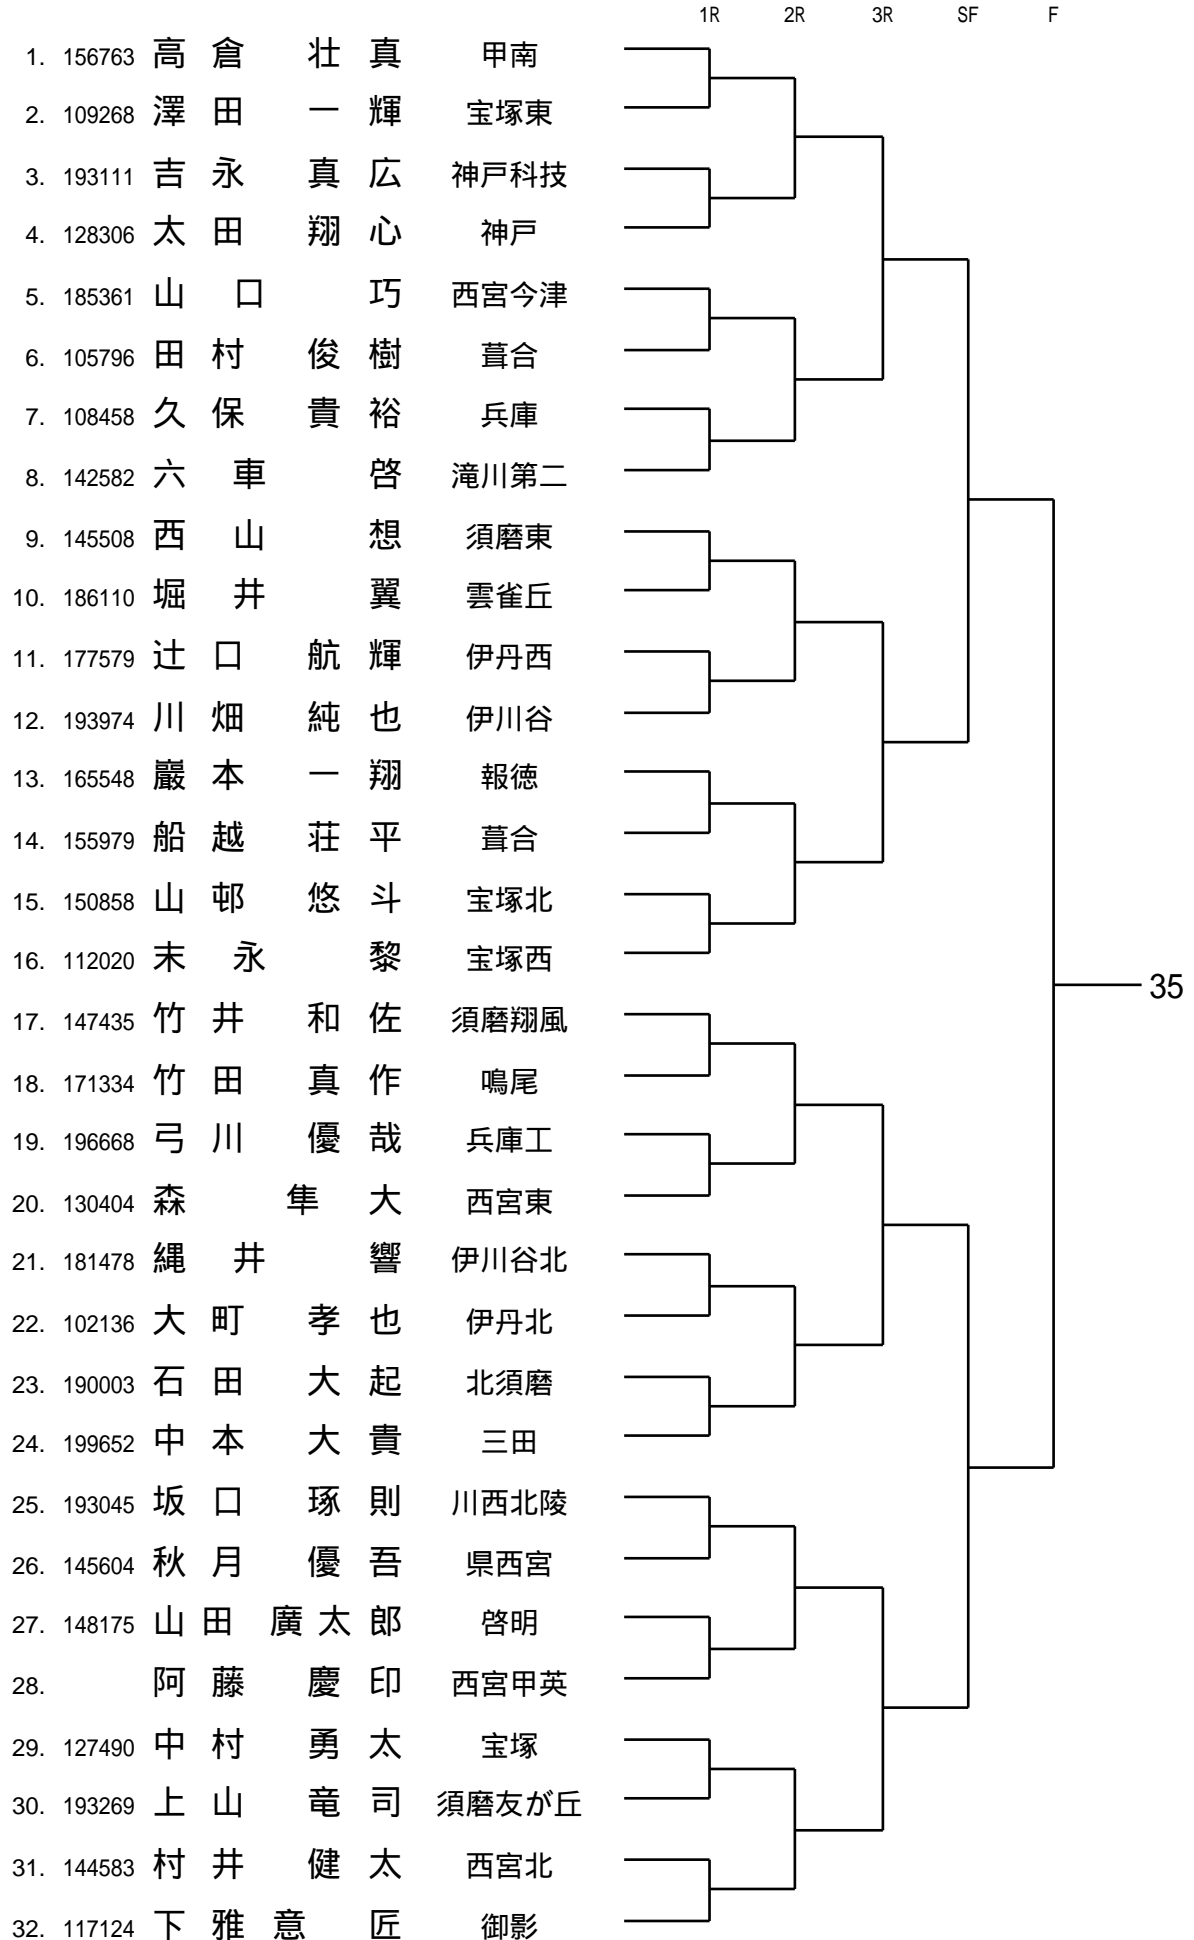 1R 2R 3R SF F
1. 156763 高倉 壮真 甲南
2. 109268 澤田 一輝 宝塚東
3. 193111 吉永 真広 神戸科技
4. 128306 太田 翔心 神戸
5. 185361 山口 巧 西宮今津
6. 105796 田村 俊樹 葺合
7. 108458 久保 貴裕 兵庫
8. 142582 六車 啓 滝川第二
9. 145508 西山 想 須磨東
10. 186110 堀井 翼 雲雀丘
11. 177579 辻口 航輝 伊丹西
12. 193974 川畑 純也 伊川谷
13. 165548 巖本 一翔 報徳
14. 155979 船越 荘平 葺合
15. 150858 山邨 悠斗 宝塚北
16. 112020 末永 黎 宝塚西
35
17. 147435 竹井 和佐 須磨翔風
18. 171334 竹田 真作 鳴尾
19. 196668 弓川 優哉 兵庫工
20. 130404 森 隼大 西宮東
21. 181478 縄井 響 伊川谷北
22. 102136 大町 孝也 伊丹北
23. 190003 石田 大起 北須磨
24. 199652 中本 大貴 三田
25. 193045 坂口 琢則 川西北陵
26. 145604 秋月 優吾 県西宮
27. 148175 山田 廣太郎 啓明
28. 阿藤 慶印 西宮甲英
29. 127490 中村 勇太 宝塚
30. 193269 上山 竜司 須磨友が丘
31. 144583 村井 健太 西宮北
32. 117124 下雅意 匠 御影